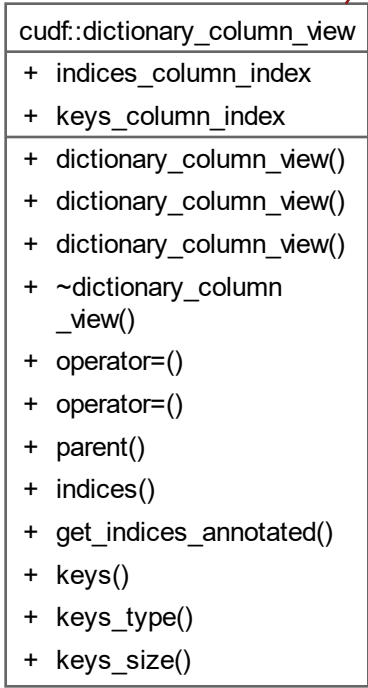 cudf::dictionary_column_view
+ indices_column_index
+ keys_column_index
+ dictionary_column_view()
+ dictionary_column_view()
+ dictionary_column_view()
+ ~dictionary_column
_view()
+ operator=()
+ operator=()
+ parent()
+ indices()
+ get_indices_annotated()
+ keys()
+ keys_type()
+ keys_size()